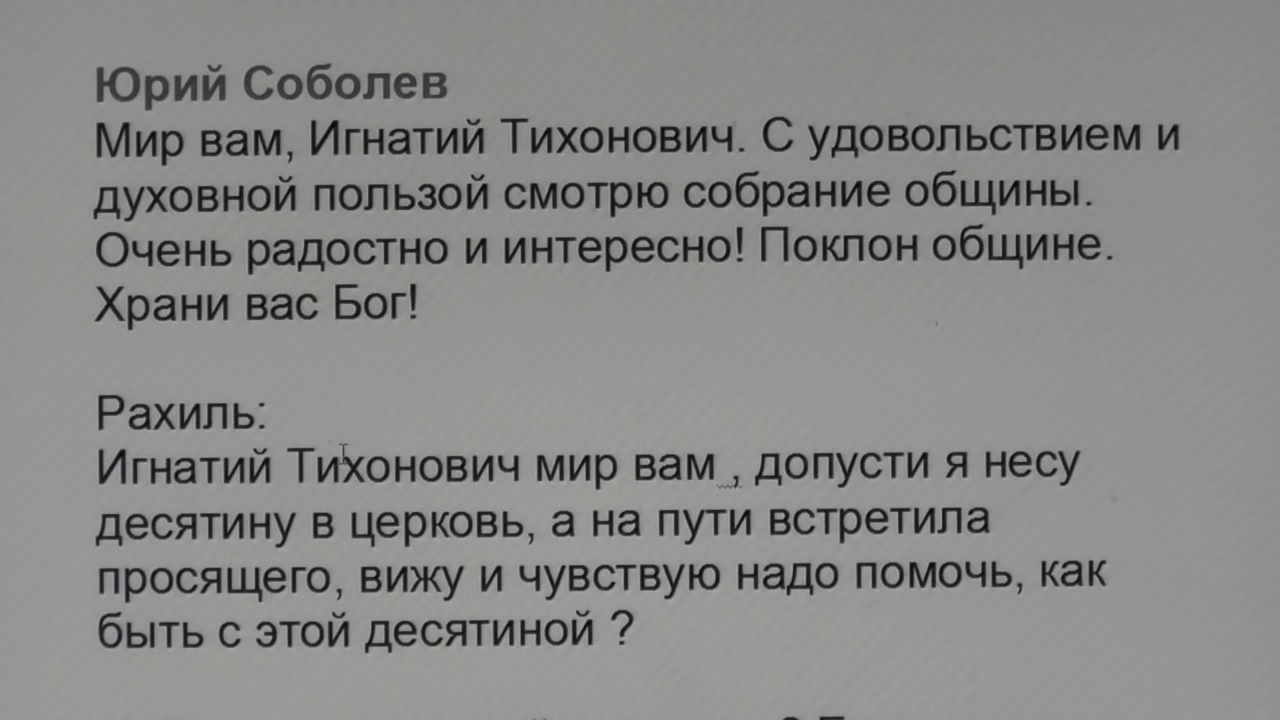 Юрий Соболев
Мир вам, Игнатий Тихонович. С удовольствием и
духовной пользой смотрю собрание общины.
Очень радостно и интересно! Поклон общине.
Храни вас Бог!
Рахиль:
Игнатий Тихонович мир вам , допусти я несу
десятину в церковь, а на пути встретила
просящего, вижу и чувствую надо помочь, как
быть с этой десятиной ?